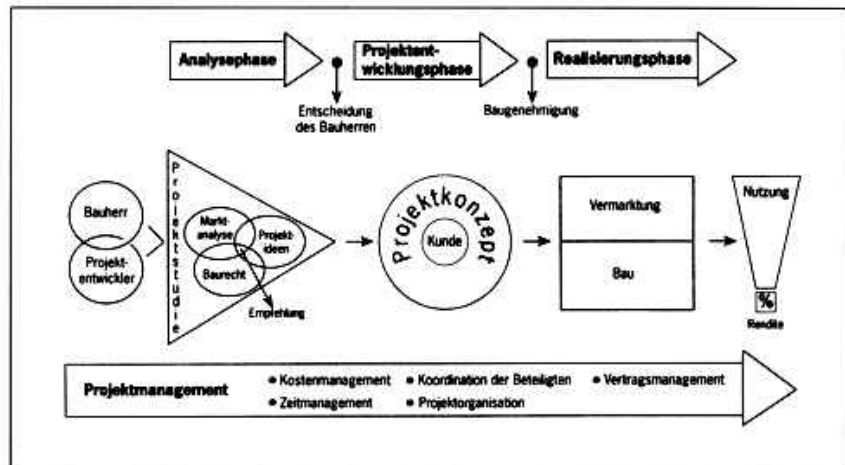 Analysephase
Projektent-
wicklungsphase
Realisierungsphase
Entscheidung
des Bauherren
Baugenehmigung
Bauherr
Projekt-
entwickler
Projektstudie
Markt-
analyse
Projekt-
ideen
Baurecht
Empfehlung
Projektkonzept
Kunde
Vermarktung
Bau
Nutzung
%
Rendite
Projektmanagement
• Kostenmanagement • Koordination der Beteiligten • Vertragsmanagement
• Zeitmanagement • Projektorganisation